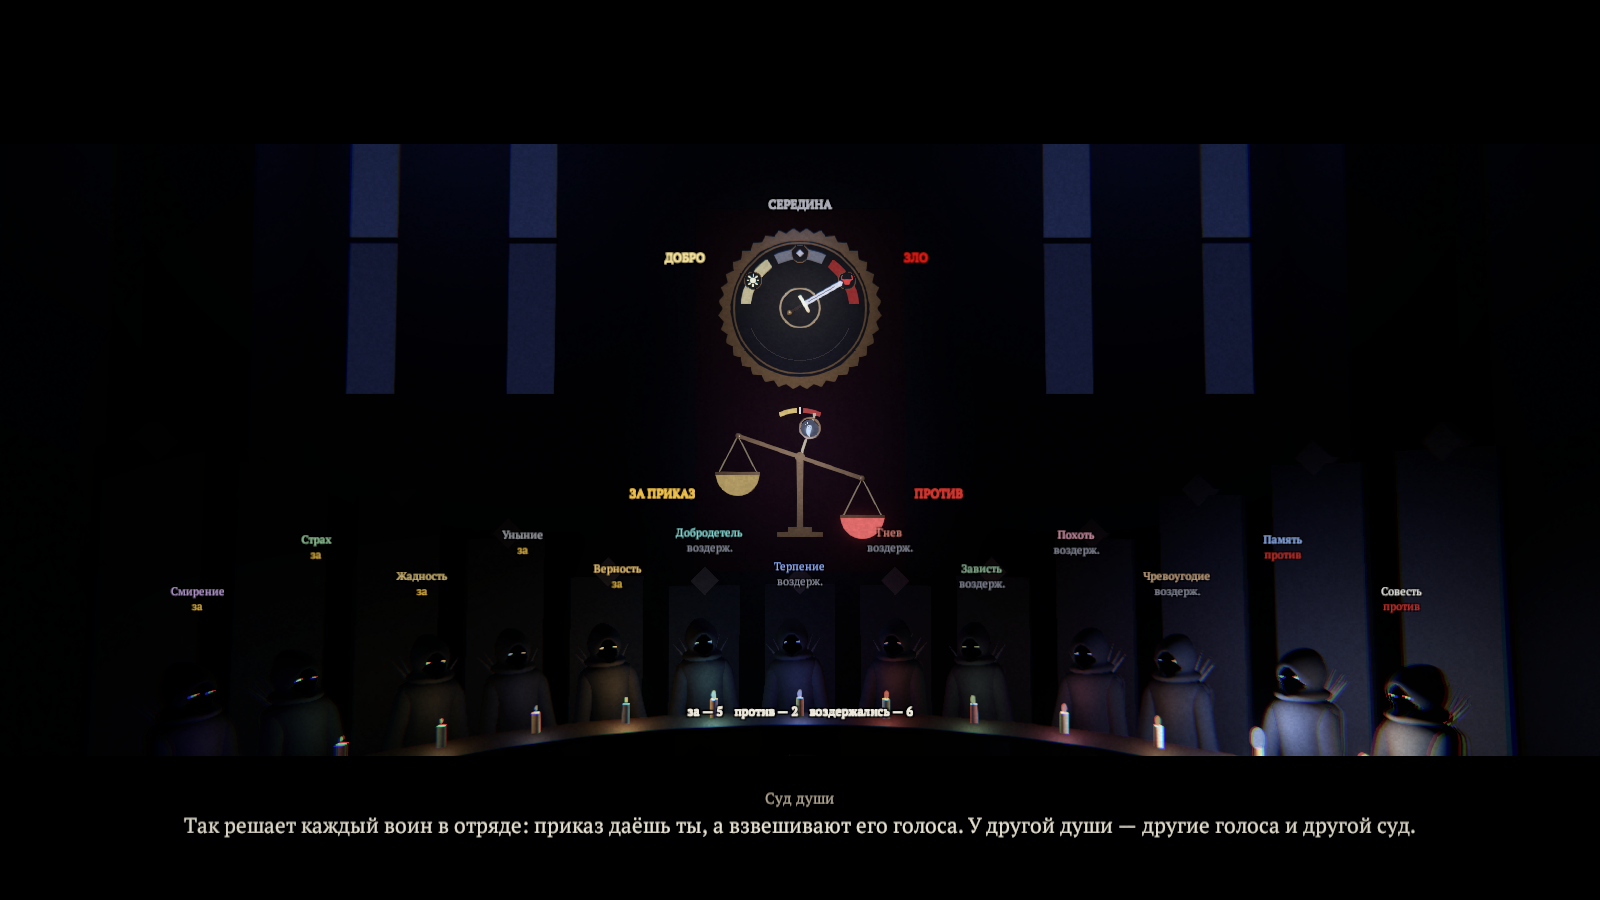 СЕРЕДИНА
ДОБРО
ЗЛО
ЗА ПРИКАЗ
ПРОТИВ
Смирение
за
Страх
за
Жадность
за
Уныние
за
Верность
за
Добродетель
воздерж.
Терпение
воздерж.
Гнев
воздерж.
Зависть
воздерж.
Похоть
воздерж.
Чревоугодие
воздерж.
Память
против
Совесть
против
за — 5 против — 2 воздержались — 6
Суд души
Так решает каждый воин в отряде: приказ даёшь ты, а взвешивают его голоса. У другой души — другие голоса и другой суд.